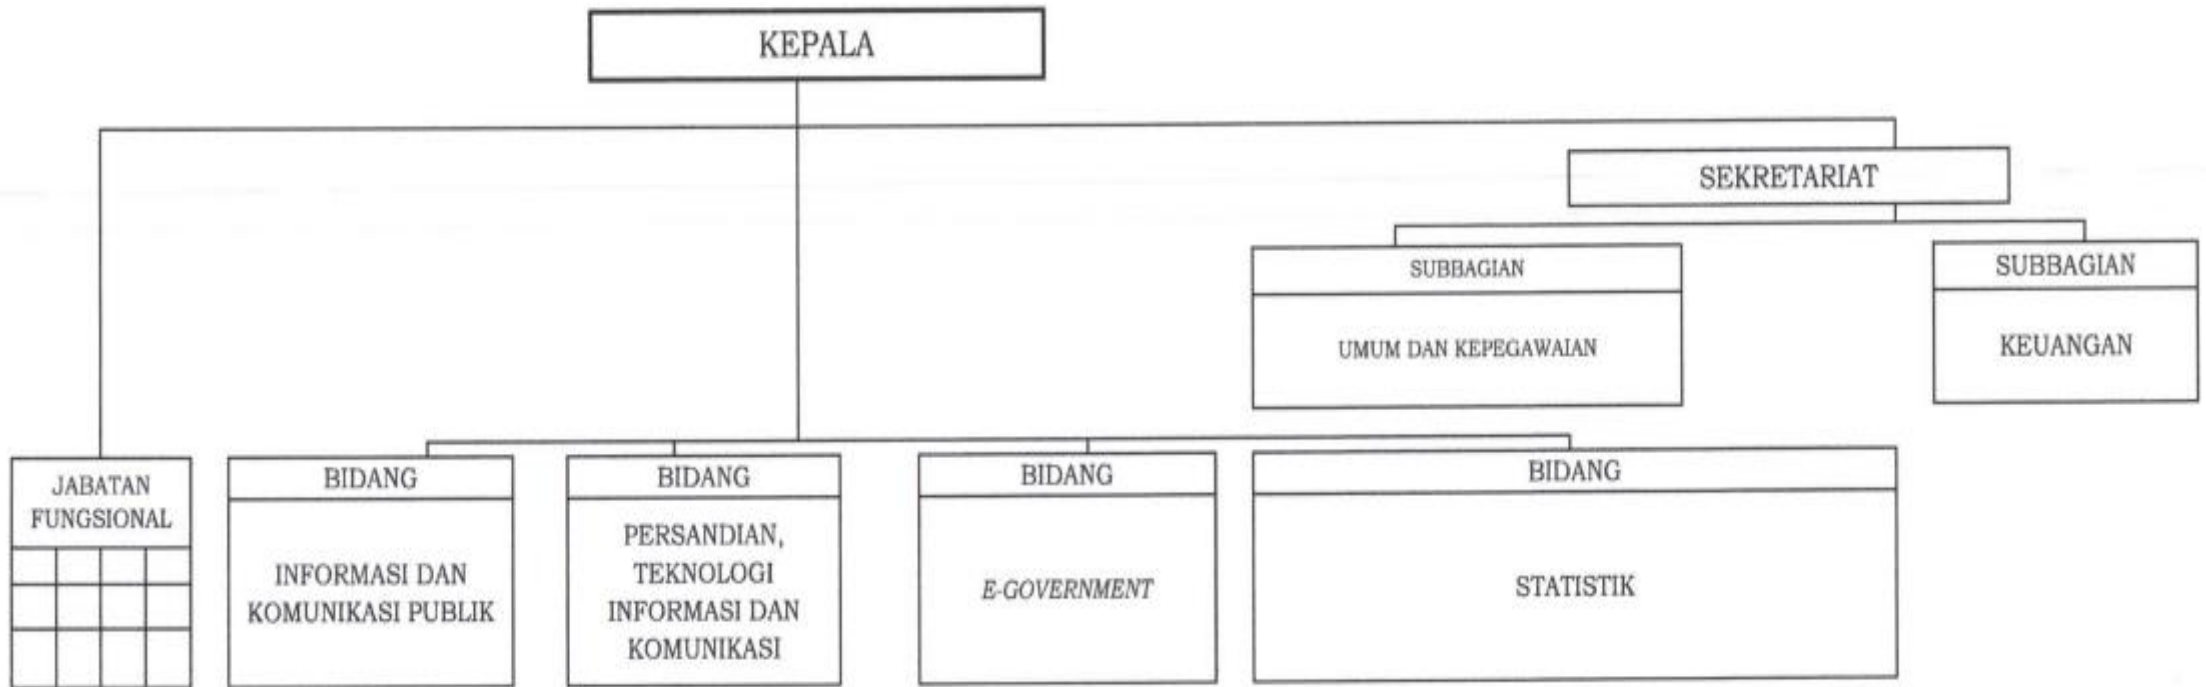 KEPALA
SEKRETARIAT
SUBBAGIAN
UMUM DAN KEPEGAWAIAN
SUBBAGIAN
KEUANGAN
JABATAN
FUNGSIONAL
BIDANG
INFORMASI DAN
KOMUNIKASI PUBLIK
BIDANG
PERSANDIAN,
TEKNOLOGI
INFORMASI DAN
KOMUNIKASI
BIDANG
E-GOVERNMENT
BIDANG
STATISTIK